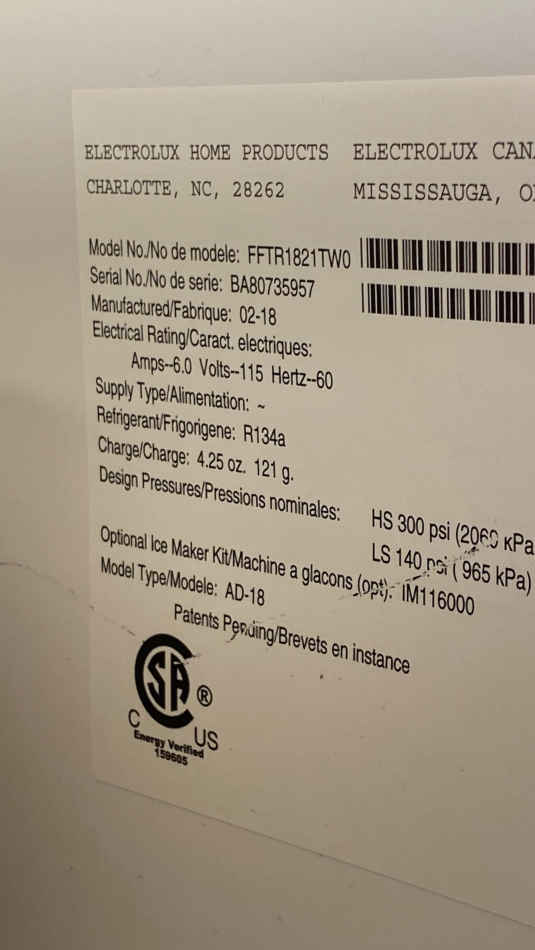 ELECTROLUX HOME PRODUCTS ELECTROLUX
CHARLOTTE, NC, 28262 MISSISSAUGA,
Model No./No de modele: FFTR1821TW0
Serial No./No de serie: BA80735957
Manufactured/Fabrique: 02-18
Electrical Rating/Caract. electriques:
Amps--6.0 Volts--115 Hertz--60
Supply Type/Alimentation: ~
Refrigerant/Frigorigene: R134a
Charge/Charge: 4.25 oz. 121 g.
Design Pressures/Pressions nominales: HS 300 psi (2069 KPa
LS 140 psi ( 965 kPa)
Optional Ice Maker Kit/Machine a glacons (opt): IM116000
Model Type/Modele: AD-18
Patents Pending/Brevets en instance
SA ®
C US
Energy Verified
159605